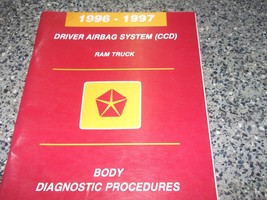 1996 - 1997
DRIVER AIRBAG SYSTEM (CCD)
RAM TRUCK
BODY
DIAGNOSTIC PROCEDURES